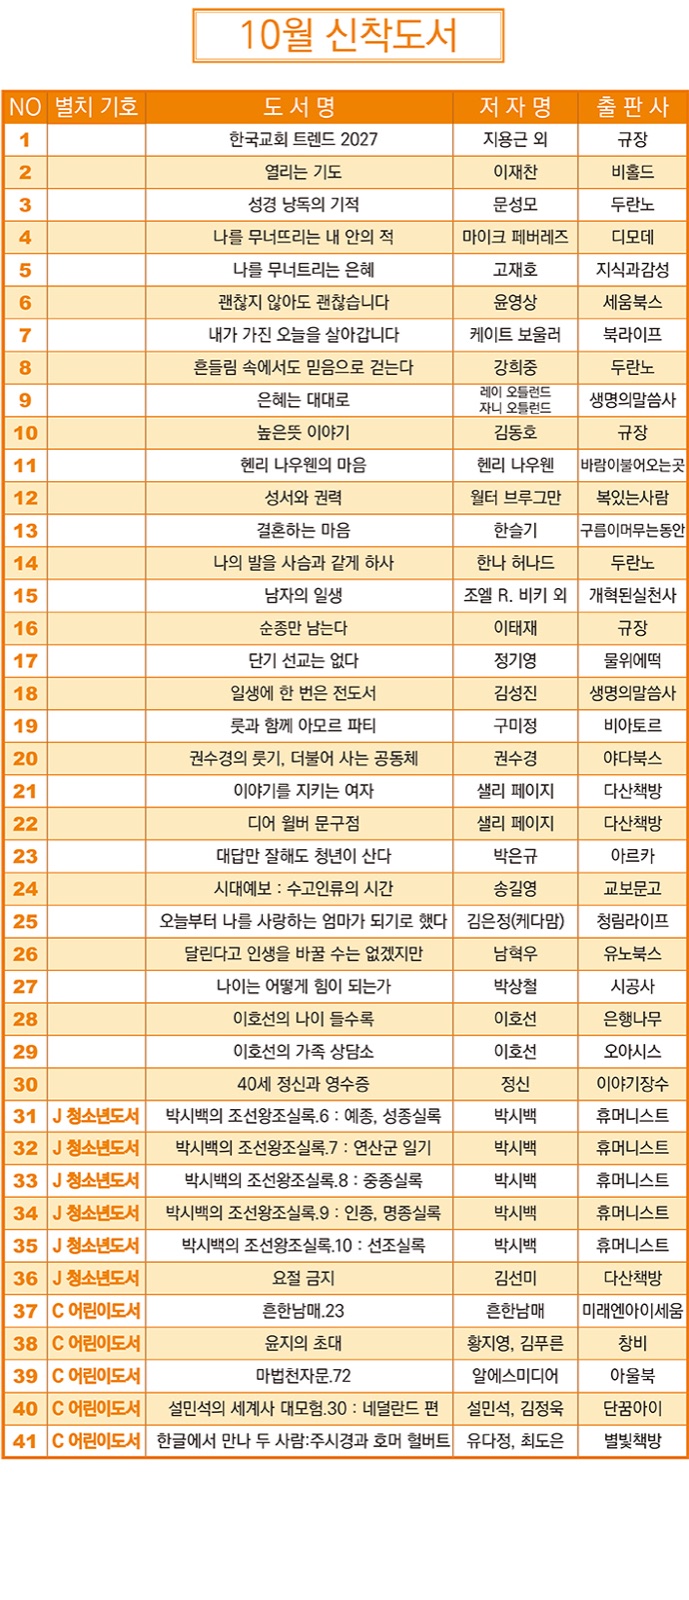 10월 신착도서
NO 별치 기호 도 서 명 저 자 명 출 판 사
1 한국교회 트렌드 2027 지용근 외 규장
2 열리는 기도 이재찬 비홀드
3 성경 낭독의 기적 문성모 두란노
4 나를 무너뜨리는 내 안의 적 마이크 페버레즈 디모데
5 나를 무너트리는 은혜 고재호 지식과감성
6 괜찮지 않아도 괜찮습니다 윤영상 세움북스
7 내가 가진 오늘을 살아갑니다 케이트 보울러 북라이프
8 흔들림 속에서도 믿음으로 걷는다 강희중 두란노
9 은혜는 대대로 레이 오틀런드 자니 오틀런드 생명의말씀사
10 높은뜻 이야기 김동호 규장
11 헨리 나우웬의 마음 헨리 나우웬 바람이불어오는곳
12 성서와 권력 월터 브루그만 복있는사람
13 결혼하는 마음 한슬기 구름이머무는동안
14 나의 발을 사슴과 같게 하사 한나 허나드 두란노
15 남자의 일생 조엘 R. 비키 외 개혁된실천사
16 순종만 남는다 이태재 규장
17 단기 선교는 없다 정기영 물위에떡
18 일생에 한 번은 전도서 김성진 생명의말씀사
19 룻과 함께 아모르 파티 구미정 비아토르
20 권수경의 룻기, 더불어 사는 공동체 권수경 야다북스
21 이야기를 지키는 여자 샐리 페이지 다산책방
22 디어 윌버 문구점 샐리 페이지 다산책방
23 대답만 잘해도 청년이 산다 박은규 아르카
24 시대예보 : 수고인류의 시간 송길영 교보문고
25 오늘부터 나를 사랑하는 엄마가 되기로 했다 김은정(케다맘) 청림라이프
26 달린다고 인생을 바꿀 수는 없겠지만 남혁우 유노북스
27 나이는 어떻게 힘이 되는가 박상철 시공사
28 이호선의 나이 들수록 이호선 은행나무
29 이호선의 가족 상담소 이호선 오아시스
30 40세 정신과 영수증 정신 이야기장수
31 J 청소년도서 박시백의 조선왕조실록.6 : 예종, 성종실록 박시백 휴머니스트
32 J 청소년도서 박시백의 조선왕조실록.7 : 연산군 일기 박시백 휴머니스트
33 J 청소년도서 박시백의 조선왕조실록.8 : 중종실록 박시백 휴머니스트
34 J 청소년도서 박시백의 조선왕조실록.9 : 인종, 명종실록 박시백 휴머니스트
35 J 청소년도서 박시백의 조선왕조실록.10 : 선조실록 박시백 휴머니스트
36 J 청소년도서 요절 금지 김선미 다산책방
37 C 어린이도서 흔한남매.23 흔한남매 미래엔아이세움
38 C 어린이도서 윤지의 초대 황지영, 김푸른 창비
39 C 어린이도서 마법천자문.72 알에스미디어 아울북
40 C 어린이도서 설민석의 세계사 대모험.30 : 네덜란드 편 설민석, 김정욱 단꿈아이
41 C 어린이도서 한글에서 만나 두 사람:주시경과 호머 헐버트 유다정, 최도은 별빛책방